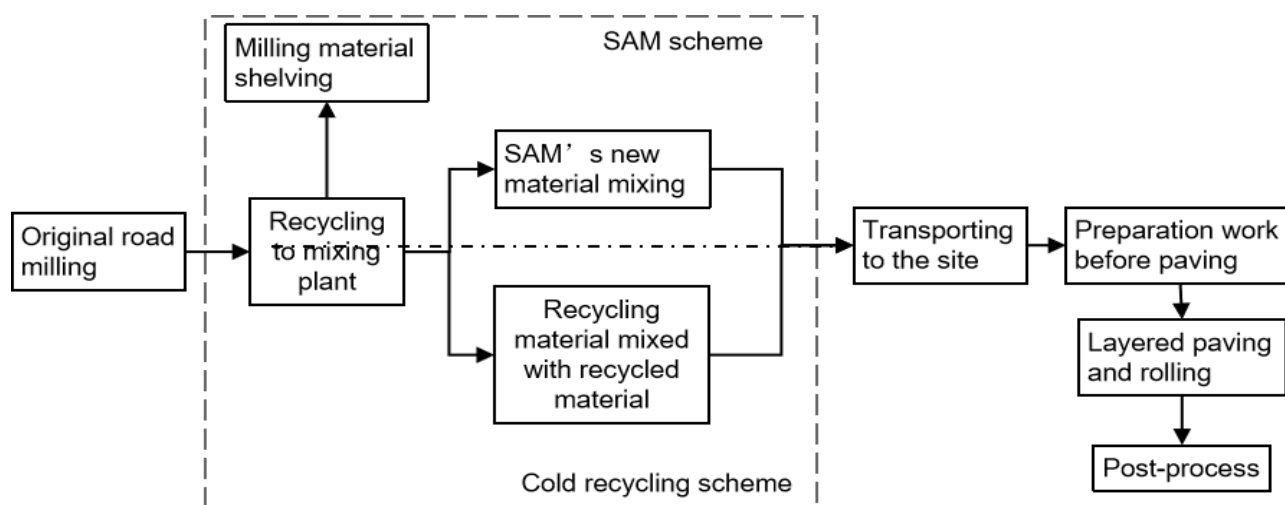 SAM scheme
Milling material
shelving
SAM’s new
material mixing
Original road
milling
Recycling
to mixing
plant
Recycling
material mixed
with recycled
material
Transporting
to the site
Preparation work
before paving
Layered paving
and rolling
Post-process
Cold recycling scheme